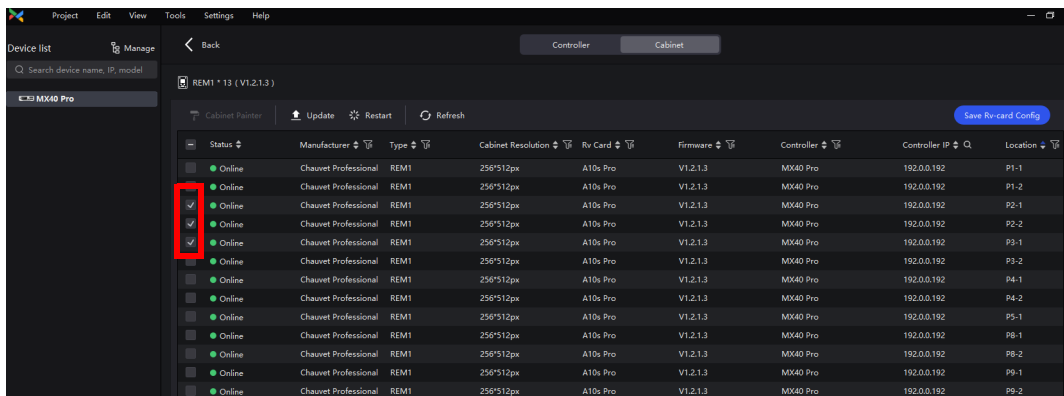 Project Edit View Tools Settings Help
Device list Manage
Back
Controller Cabinet
Search device name, IP, model
REM1 * 13 ( V1.2.1.3 )
MX40 Pro
Cabinet Painter Update Restart Refresh Save Rv-card Config
Status Manufacturer Type Cabinet Resolution Rv Card Firmware Controller Controller IP Location
Online Chauvet Professional REM1 256*512px A10s Pro V1.2.1.3 MX40 Pro 192.0.0.192 P1-1
Online Chauvet Professional REM1 256*512px A10s Pro V1.2.1.3 MX40 Pro 192.0.0.192 P1-2
Online Chauvet Professional REM1 256*512px A10s Pro V1.2.1.3 MX40 Pro 192.0.0.192 P2-1
Online Chauvet Professional REM1 256*512px A10s Pro V1.2.1.3 MX40 Pro 192.0.0.192 P2-2
Online Chauvet Professional REM1 256*512px A10s Pro V1.2.1.3 MX40 Pro 192.0.0.192 P3-1
Online Chauvet Professional REM1 256*512px A10s Pro V1.2.1.3 MX40 Pro 192.0.0.192 P3-2
Online Chauvet Professional REM1 256*512px A10s Pro V1.2.1.3 MX40 Pro 192.0.0.192 P4-1
Online Chauvet Professional REM1 256*512px A10s Pro V1.2.1.3 MX40 Pro 192.0.0.192 P4-2
Online Chauvet Professional REM1 256*512px A10s Pro V1.2.1.3 MX40 Pro 192.0.0.192 P5-1
Online Chauvet Professional REM1 256*512px A10s Pro V1.2.1.3 MX40 Pro 192.0.0.192 P8-1
Online Chauvet Professional REM1 256*512px A10s Pro V1.2.1.3 MX40 Pro 192.0.0.192 P8-2
Online Chauvet Professional REM1 256*512px A10s Pro V1.2.1.3 MX40 Pro 192.0.0.192 P9-1
Online Chauvet Professional REM1 256*512px A10s Pro V1.2.1.3 MX40 Pro 192.0.0.192 P9-2